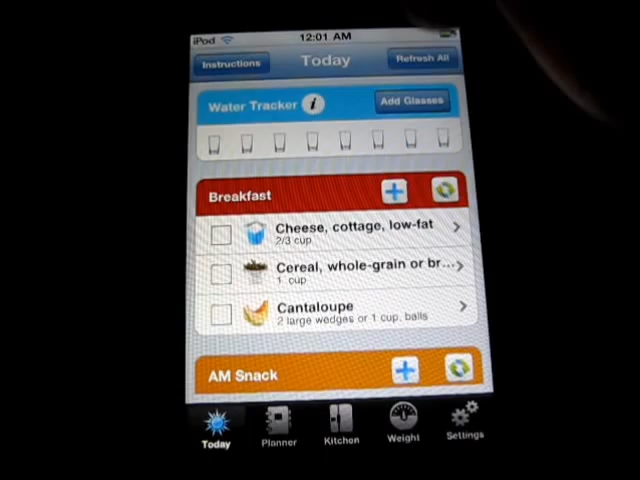 iPod 12:01 AM
Instructions Today Refresh All
Water Tracker i Add Glasses
Breakfast
Cheese, cottage, low-fat
2/3 cup
Cereal, whole-grain or br...
1 cup
Cantaloupe
2 large wedges or 1 cup, balls
AM Snack
Today Planner Kitchen Weight Settings